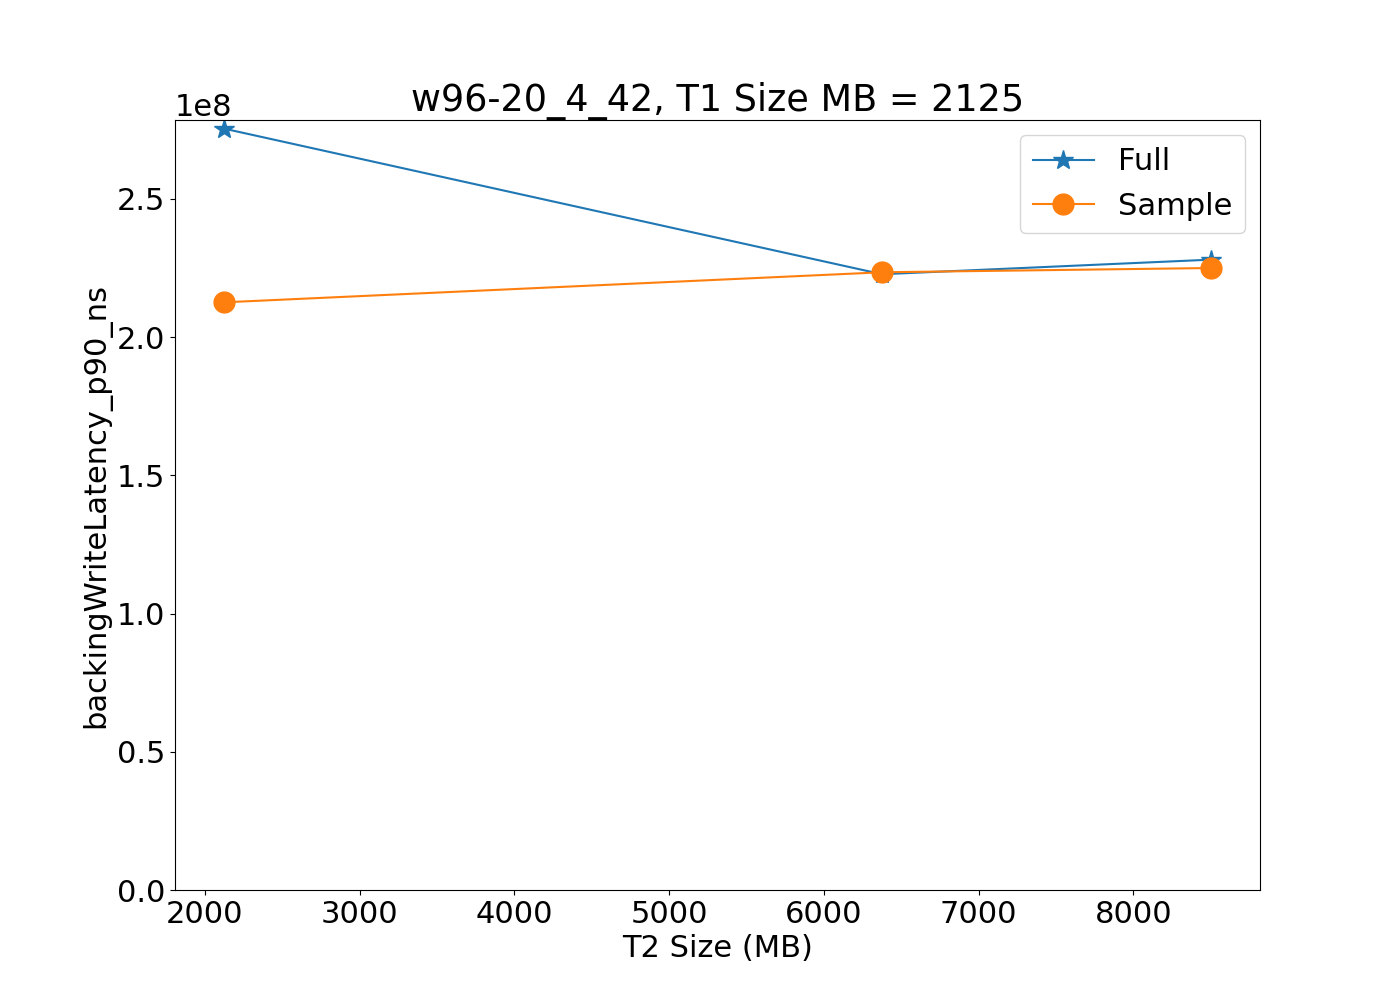 w96-20_4_42, T1 Size MB = 2125
1e8
Full
Sample
2.5
2.0
1.5
1.0
0.5
0.0
backingWriteLatency_p90_ns
2000 3000 4000 5000 6000 7000 8000
T2 Size (MB)